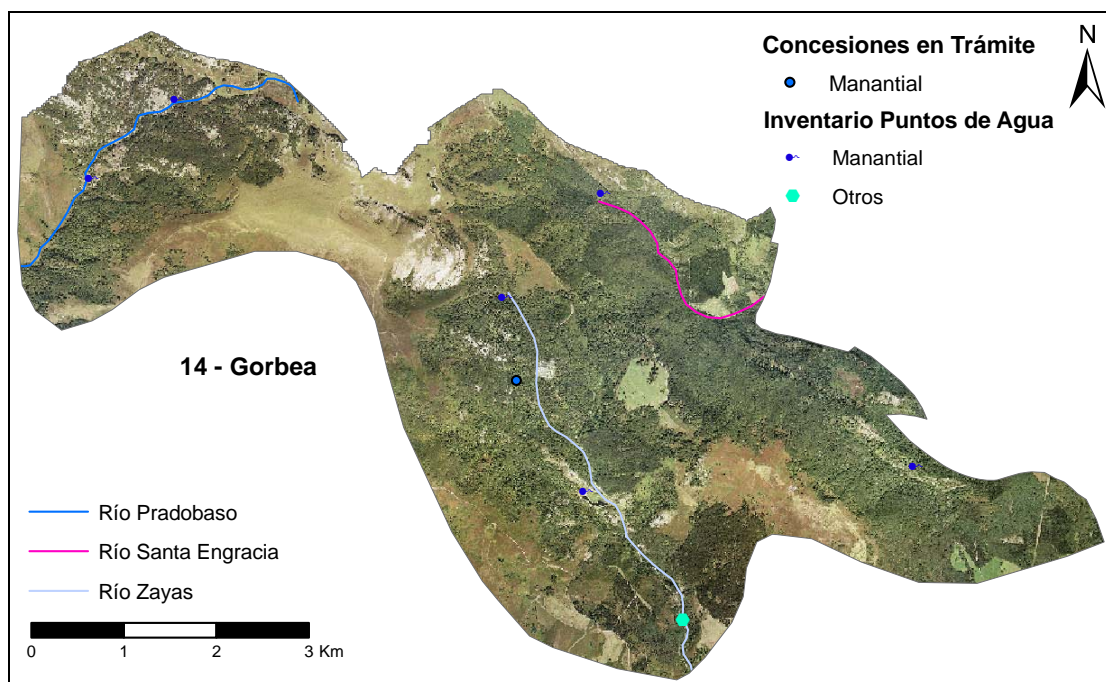 Concesiones en Trámite
N
Manantial
Inventario Puntos de Agua
Manantial
Otros
14 - Gorbea
Río Pradobaso
Río Santa Engracia
Río Zayas
0 1 2 3 Km